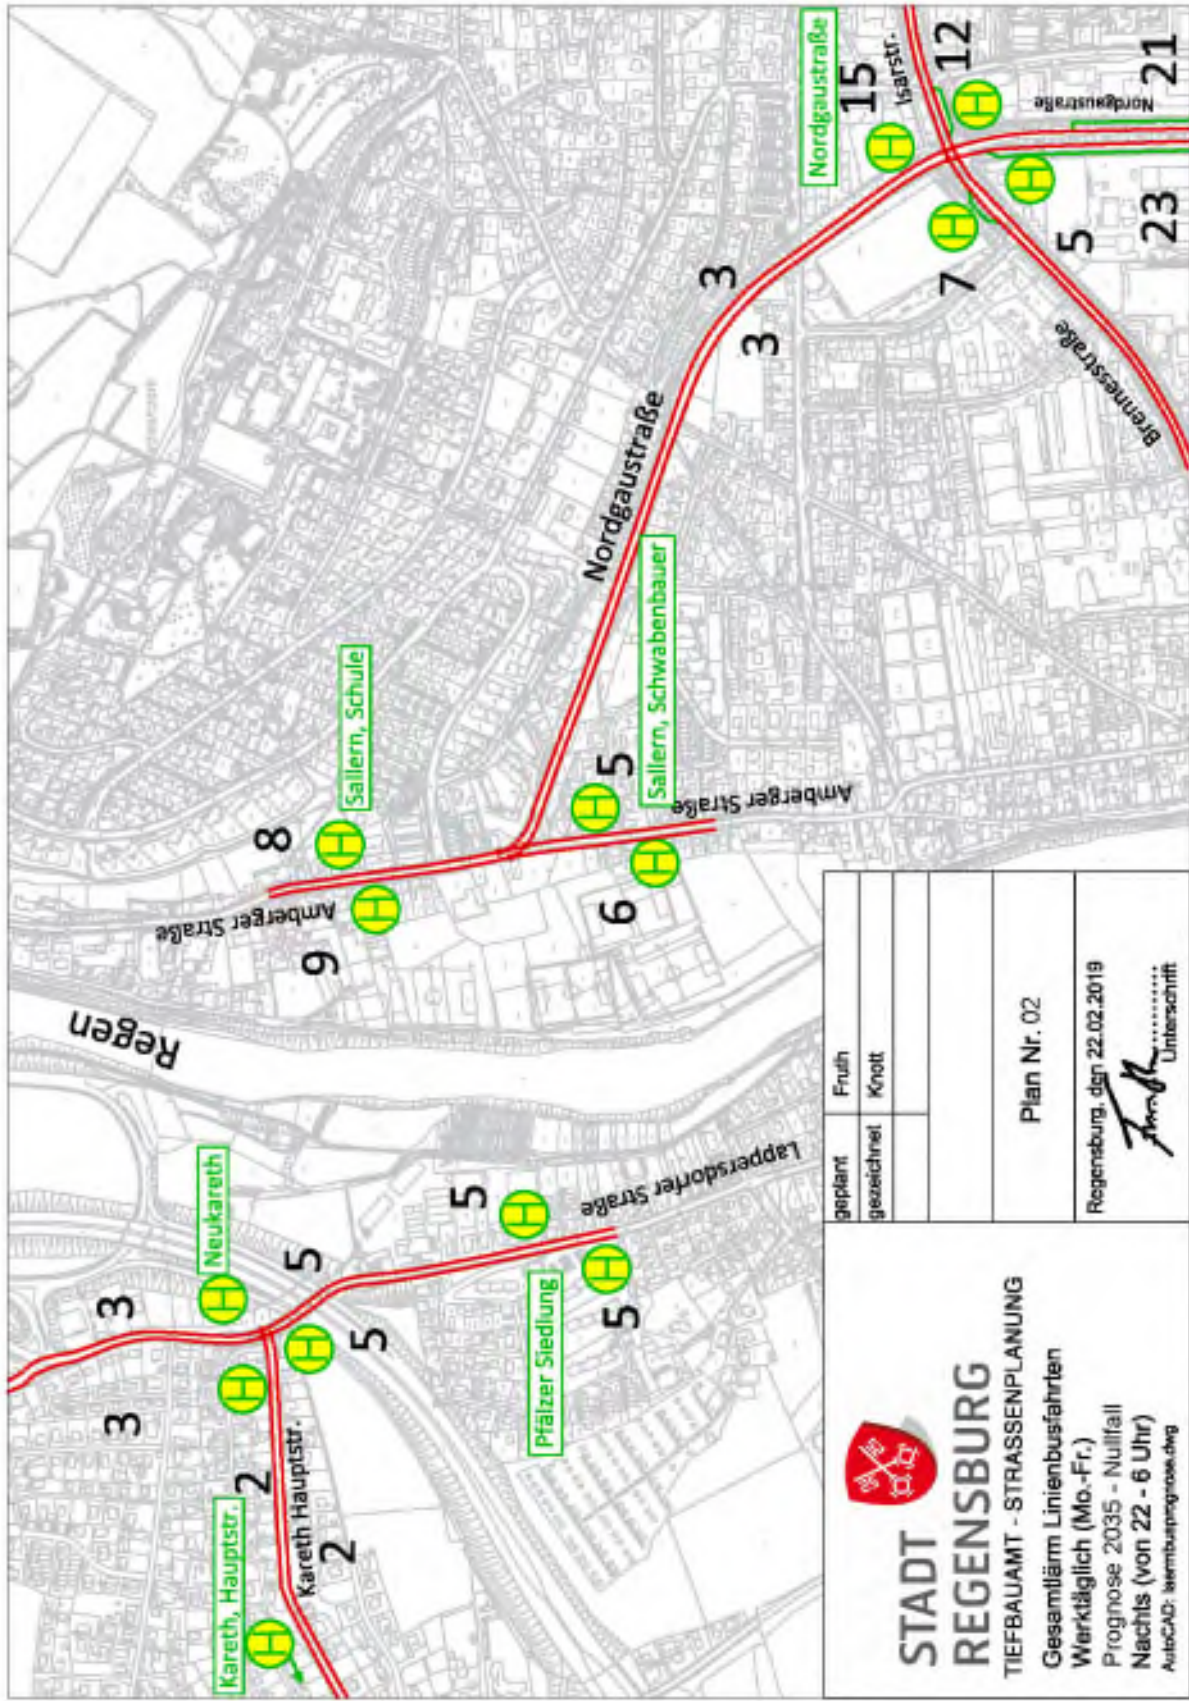 Kareth, Hauptstr.
2
Kareth Hauptstr.
2
3
3
Neukareth
5
5
Pfälzer Siedlung
5
5
Lappersdorfer Straße
Regen
Amberger Straße
9
8
Sallern, Schule
6
5
Sallern, Schwabenbauer
Amberger Straße
Nordgaustraße
3
3
Nordgaustraße
15
Isarstr.
12
7
5
Brennesstraße
23
Nordgaustraße
21
H
H
H
H
H
H
H
H
H
H
H
H
H
H
STADT
REGENSBURG
TIEFBAUAMT - STRASSENPLANUNG
Gesamtlärm Linienbusfahrten
Werktäglich (Mo.-Fr.)
Prognose 2035 - Nullfall
Nachts (von 22 - 6 Uhr)
geplant Fruth
gezeichnet Knott
Plan Nr. 02
Regensburg, den 22.02.2019
Unterschrift